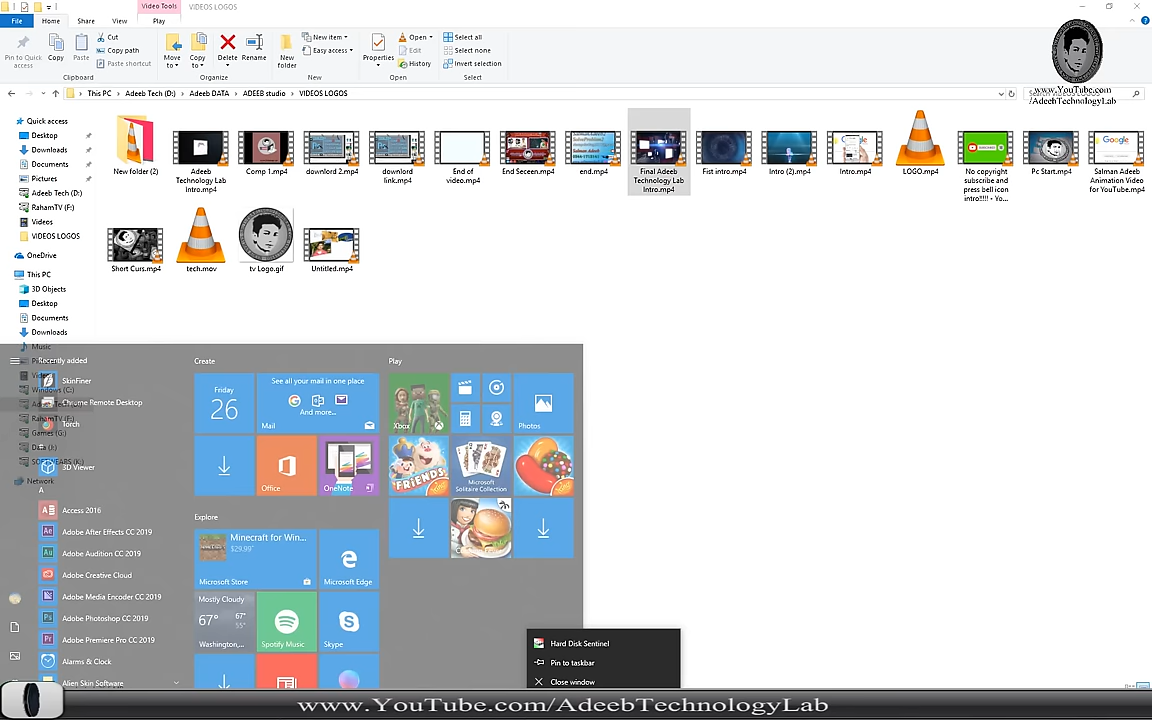 Video Tools
VIDEOS LOGOS
File
Home
Share
View
Play
Pin to Quick access
Copy
Paste
Cut
Copy path
Paste shortcut
Clipboard
Move to
Copy to
Delete
Rename
Organize
New folder
New item
Easy access
New
Properties
Open
Edit
History
Open
Select all
Select none
Invert selection
Select
This PC
Adeeb Tech (D:)
Adeeb DATA
ADEEB studio
VIDEOS LOGOS
www.YouTube.com
/AdeebTechnologyLab
Quick access
Desktop
Downloads
Documents
Pictures
Adeeb Tech (D:)
RahamTV (F:)
Videos
VIDEOS LOGOS
OneDrive
This PC
3D Objects
Desktop
Documents
Downloads
Music
Windows (C:)
RahamTV (F:)
Games (G:)
Network
New folder (2)
Adeeb Technology Lab Intro.mp4
Comp 1.mp4
downlord 2.mp4
downlord link.mp4
End of video.mp4
End Seceen.mp4
end.mp4
Final Adeeb Technology Lab Intro.mp4
Fist intro.mp4
Intro (2).mp4
Intro.mp4
LOGO.mp4
No copyright subscribe and press bell icon intro!!!!! - Yo...
Pc Start.mp4
Salman Adeeb Animation Video for YouTube.mp4
Short Curs.mp4
tech.mov
tv Logo.gif
Untitled.mp4
Recently added
SkinFiner
Chrome Remote Desktop
Torch
3D Viewer
A
Access 2016
Adobe After Effects CC 2019
Adobe Audition CC 2019
Adobe Creative Cloud
Adobe Media Encoder CC 2019
Adobe Photoshop CC 2019
Adobe Premiere Pro CC 2019
Alarms & Clock
Alien Skin Software
Create
Friday
26
See all your mail in one place
And more...
Mail
Office
OneNote
Explore
Minecraft for Win...
$29.99
Microsoft Store
Microsoft Edge
Mostly Cloudy
67°
67°
55°
Washington,...
Spotify Music
Skype
Play
Xbox
Photos
FRIENDS
Microsoft Solitaire Collection
Hard Disk Sentinel
Pin to taskbar
Close window
www.YouTube.com/AdeebTechnologyLab